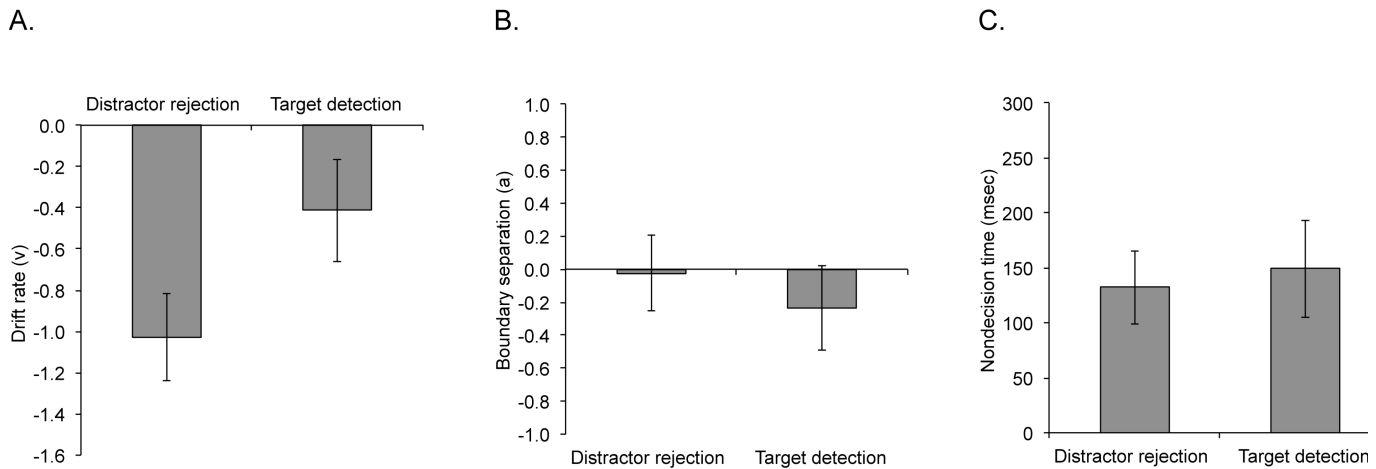 A.
Distractor rejection
Target detection
Drift rate (v)
0.0
-0.2
-0.4
-0.6
-0.8
-1.0
-1.2
-1.4
-1.6
B.
Boundary separation (a)
1.0
0.8
0.6
0.4
0.2
0.0
-0.2
-0.4
-0.6
-0.8
-1.0
Distractor rejection
Target detection
C.
Nondecision time (msec)
300
250
200
150
100
50
0
Distractor rejection
Target detection